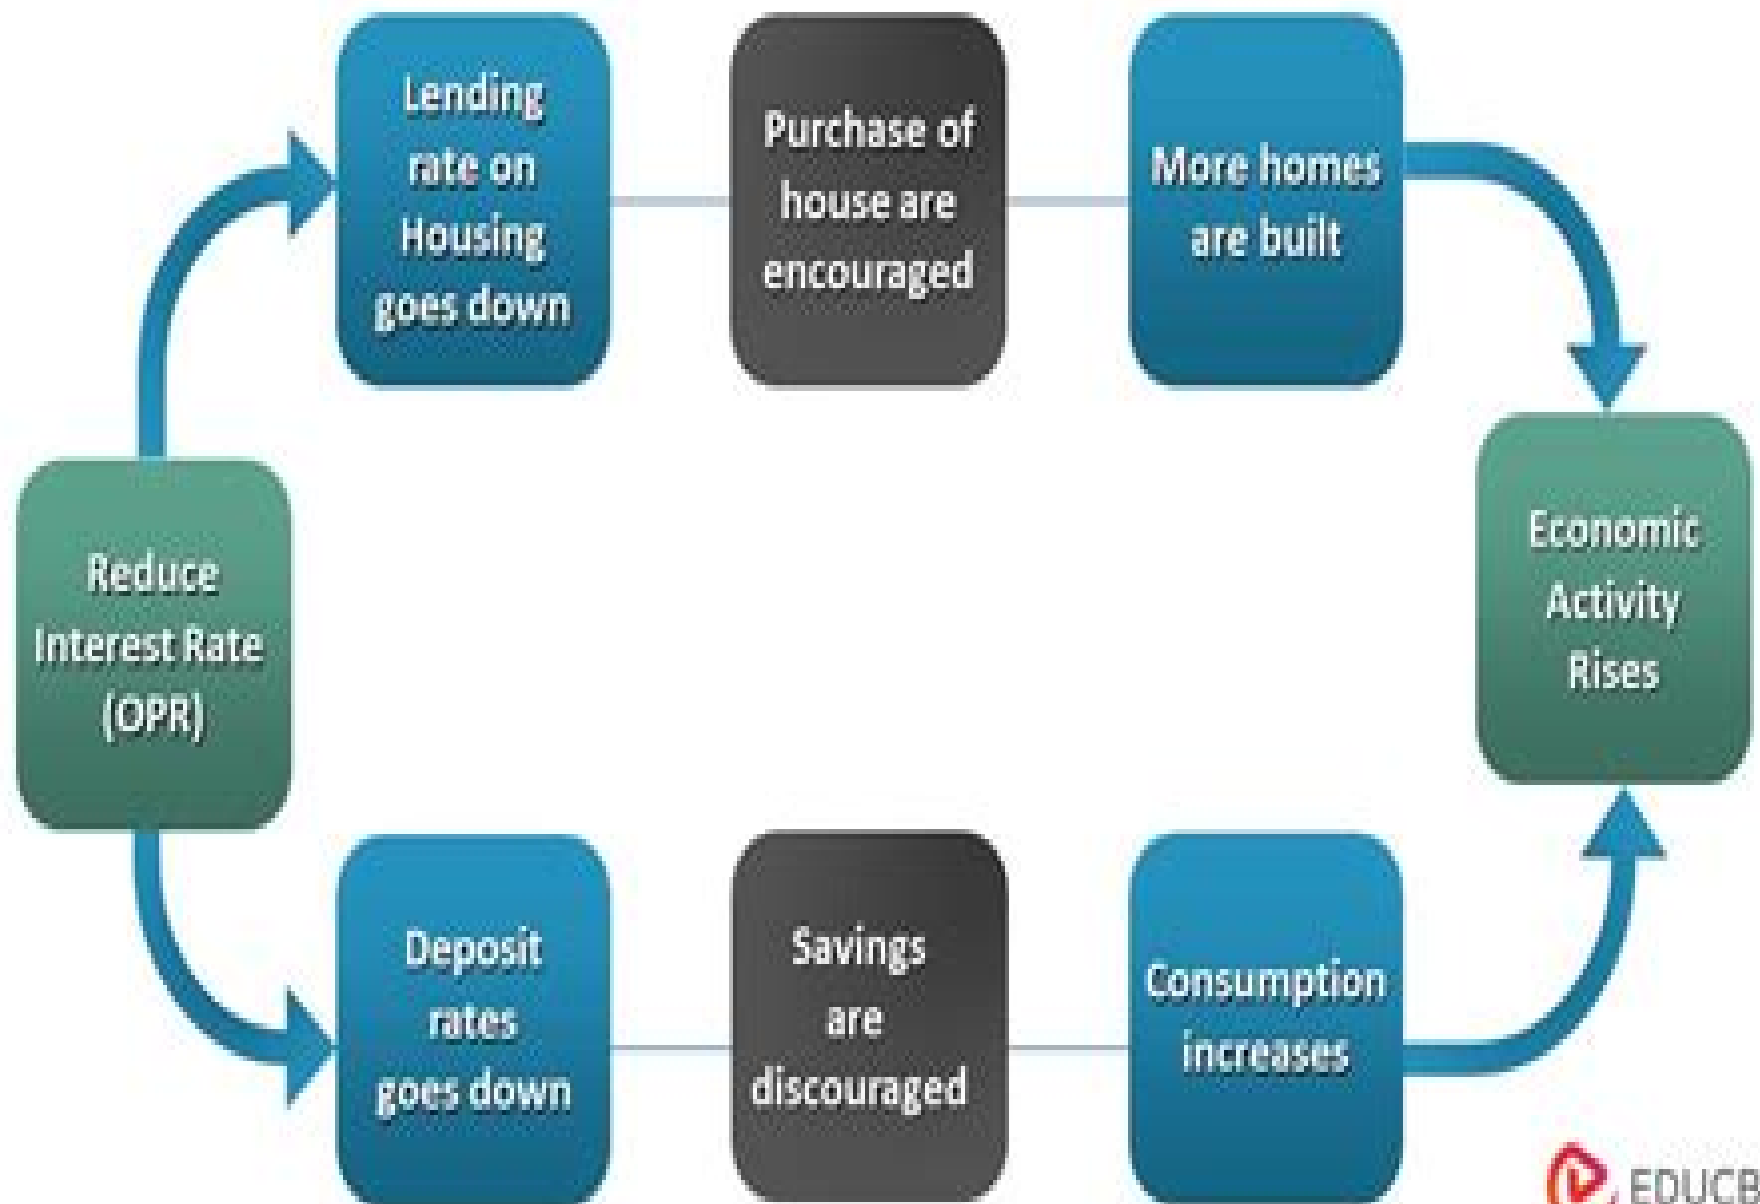 Lending
rate on
Housing
goes down
Purchase of
house are
encouraged
More homes
are built
Reduce
Interest Rate
(OPR)
Economic
Activity
Rises
Deposit
rates
goes down
Savings
are
discouraged
Consumption
increases
EDUCB